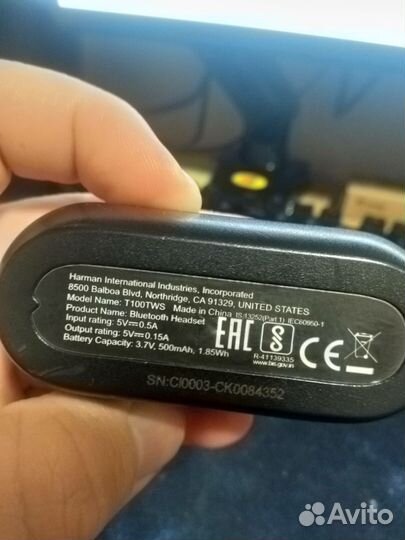 Harman International Industries, Incorporated
8500 Balboa Blvd, Northridge, CA 91329, UNITED STATES
Model Name: T100TWS Made in China IS 13252(Part 1) IEC60950-1
Product Name: Bluetooth Headset
Input rating: 5V⎓0.5A
Output rating: 5V⎓0.15A
Battery Capacity: 3.7V, 500mAh, 1.85Wh
EAC CE
R-41139335
www.bis.gov.in
SN:CI0003-CK0084352
Avito